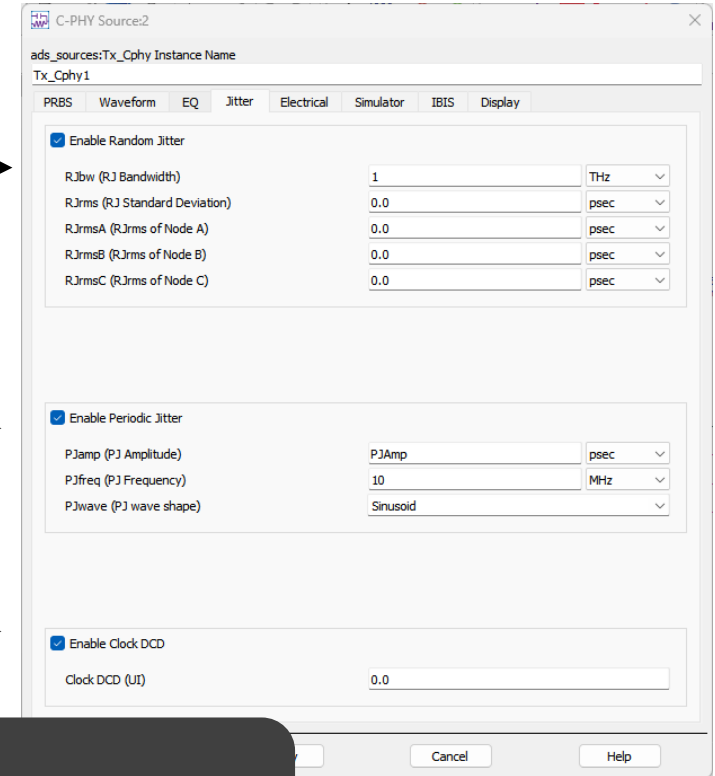 C-PHY Source:2
ads_sources:Tx_Cphy Instance Name
Tx_Cphy1
PRBS Waveform EQ Jitter Electrical Simulator IBIS Display
Enable Random Jitter
RJbw (RJ Bandwidth) 1 THz
RJrms (RJ Standard Deviation) 0.0 psec
RJrmsA (RJrms of Node A) 0.0 psec
RJrmsB (RJrms of Node B) 0.0 psec
RJrmsC (RJrms of Node C) 0.0 psec
Enable Periodic Jitter
PJamp (PJ Amplitude) PJAmp psec
PJfreq (PJ Frequency) 10 MHz
PJwave (PJ wave shape) Sinusoid
Enable Clock DCD
Clock DCD (UI) 0.0
Cancel Help